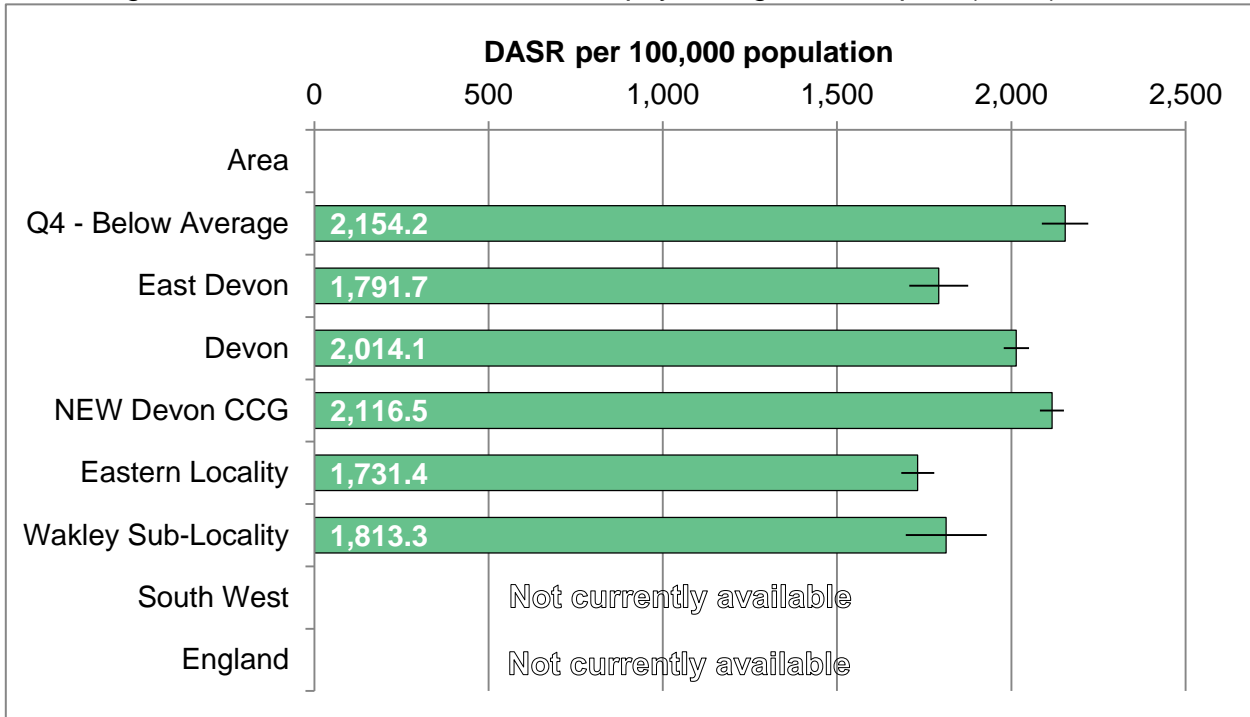 DASR per 100,000 population
0 500 1,000 1,500 2,000 2,500
Area
Q4 - Below Average 2,154.2
East Devon 1,791.7
Devon 2,014.1
NEW Devon CCG 2,116.5
Eastern Locality 1,731.4
Wakley Sub-Locality 1,813.3
South West Not currently available
England Not currently available